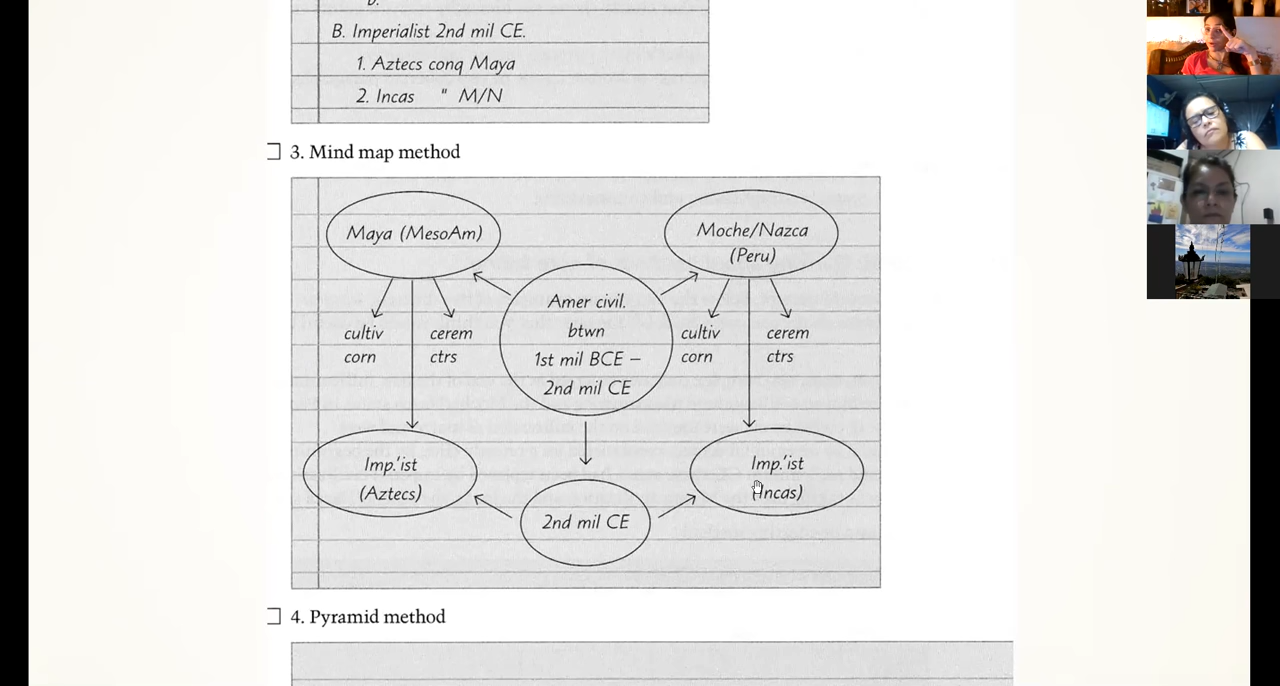 B. Imperialist 2nd mil CE.
1. Aztecs conq Maya
2. Incas " M/N
3. Mind map method
Maya (MesoAm)
Moche/Nazca
(Peru)
Amer civil.
btwn
1st mil BCE –
2nd mil CE
cultiv
corn
cerem
ctrs
cultiv
corn
cerem
ctrs
Imp.'ist
(Aztecs)
Imp.'ist
(Incas)
2nd mil CE
4. Pyramid method